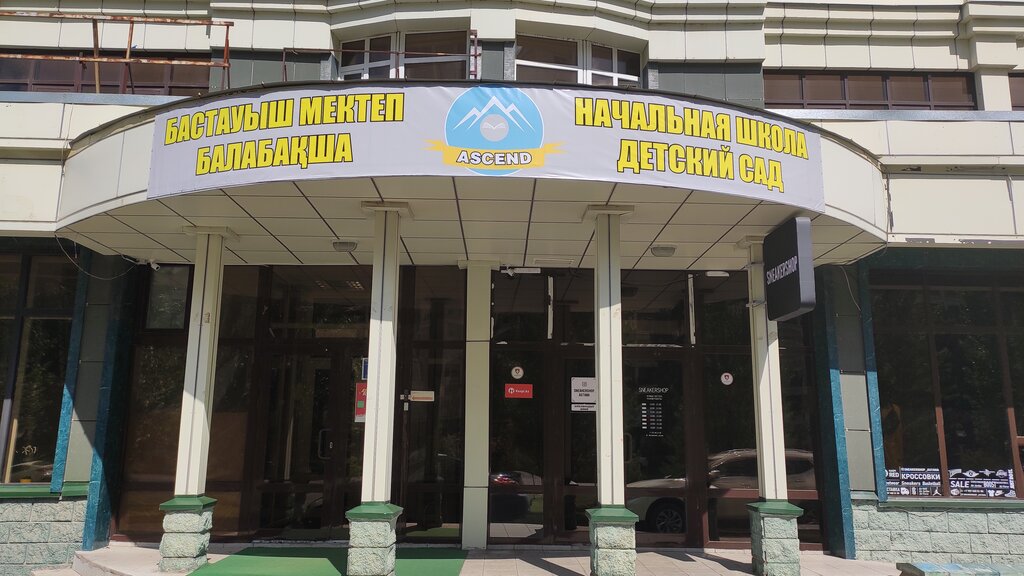 БАСТАУЫШ МЕКТЕП
БАЛАБАҚША
ASCEND
НАЧАЛЬНАЯ ШКОЛА
ДЕТСКИЙ САД
SNEAKERSHOP
SNEAKERSHOP
КРОССОВКИ
SALE